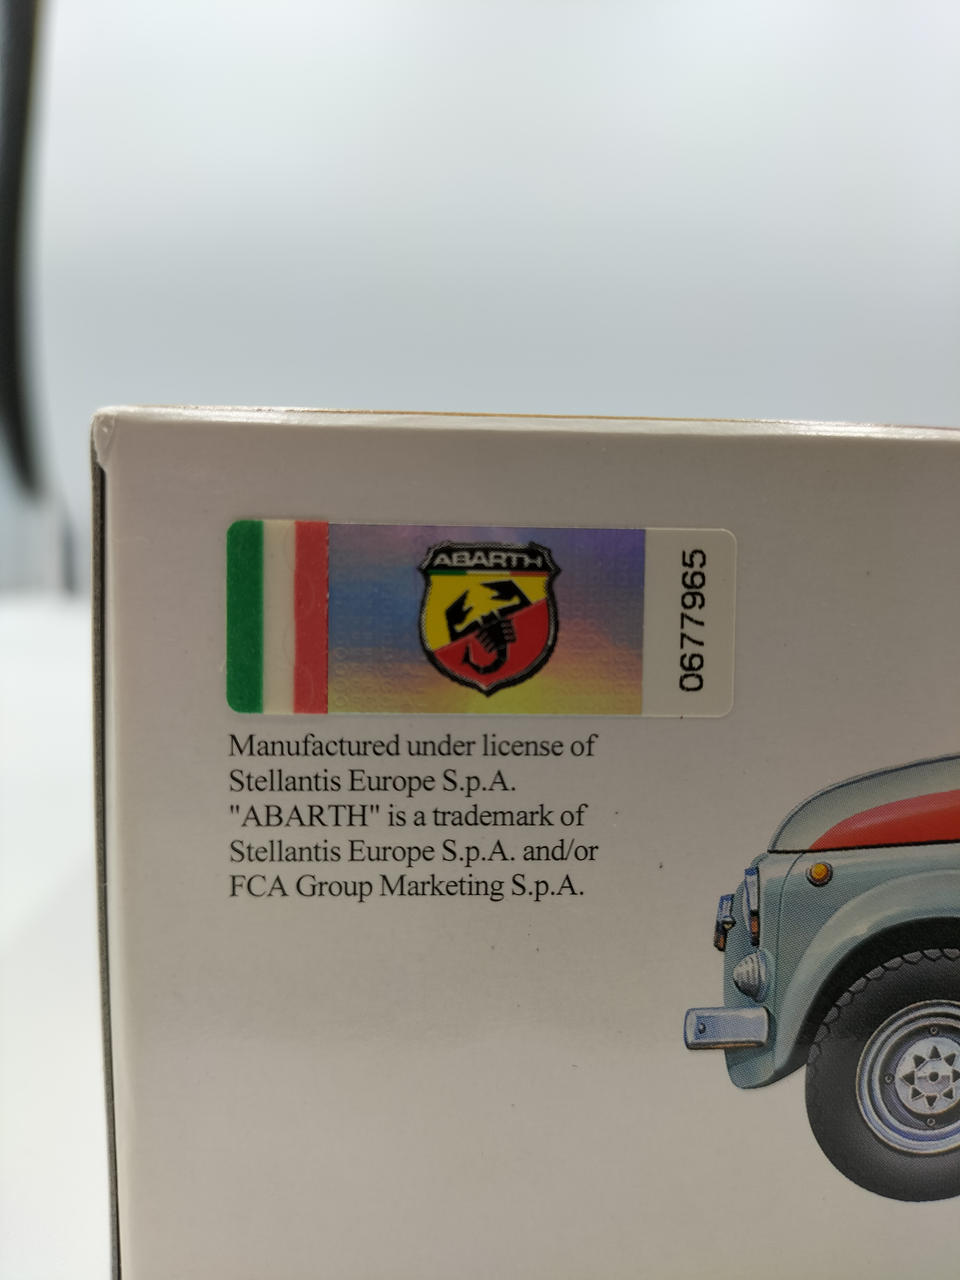 ABARTH
0677965
Manufactured under license of
Stellantis Europe S.p.A.
"ABARTH" is a trademark of
Stellantis Europe S.p.A. and/or
FCA Group Marketing S.p.A.